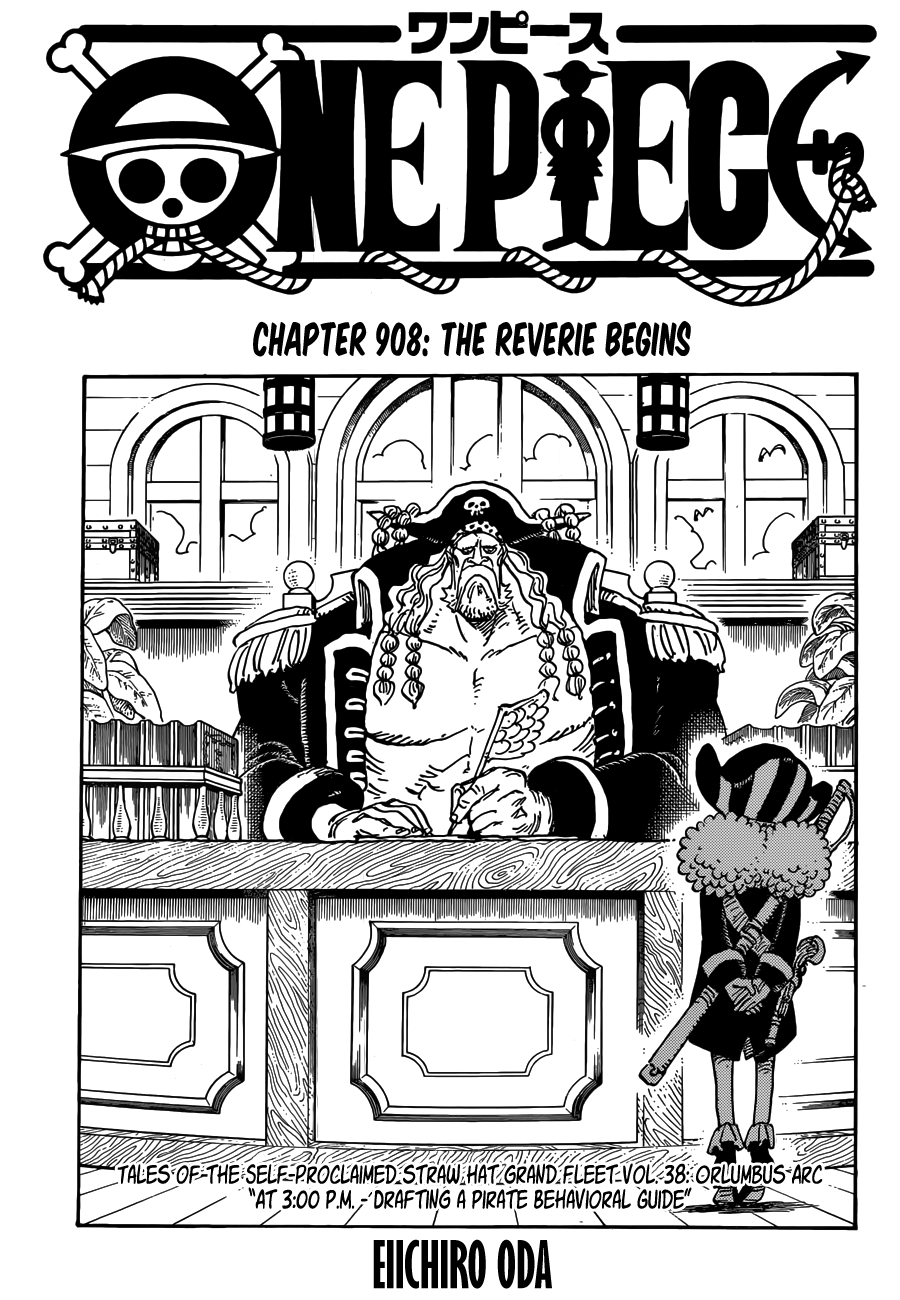 ワンピース
ONE PIECE
CHAPTER 908: THE REVERIE BEGINS
TALES OF THE SELF-PROCLAIMED STRAW HAT GRAND FLEET VOL. 38: ORLUMBUS ARC
"AT 3:00 P.M. - DRAFTING A PIRATE BEHAVIORAL GUIDE"
EIICHIRO ODA